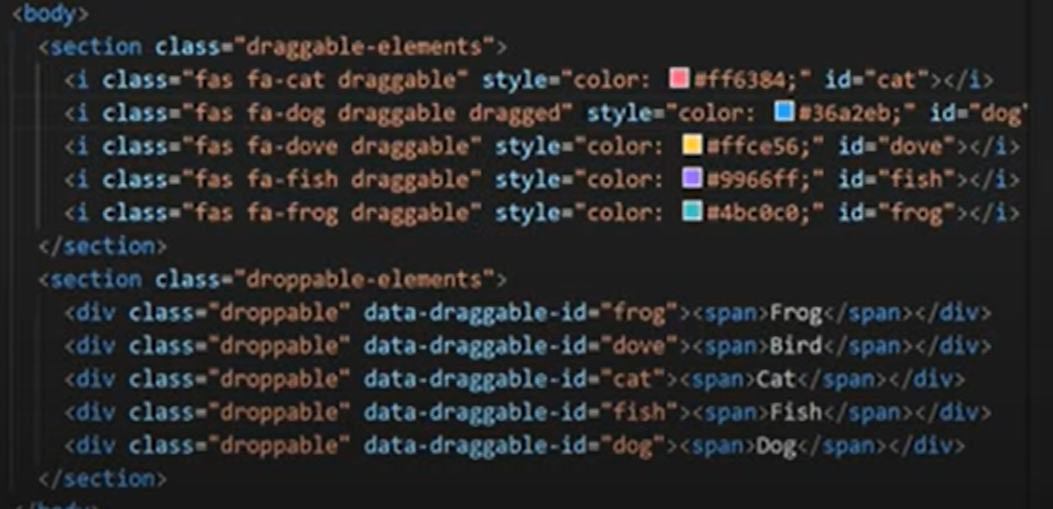 <body>
<section class="draggable-elements">
<i class="fas fa-cat draggable" style="color: #ff6384;" id="cat"></i>
<i class="fas fa-dog draggable dragged" style="color: #36a2eb;" id="dog"
<i class="fas fa-dove draggable" style="color: #ffce56;" id="dove"></i>
<i class="fas fa-fish draggable" style="color: #9966ff;" id="fish"></i>
<i class="fas fa-frog draggable" style="color: #4bc0c0;" id="frog"></i>
</section>
<section class="droppable-elements">
<div class="droppable" data-draggable-id="frog"><span>Frog</span></div>
<div class="droppable" data-draggable-id="dove"><span>Bird</span></div>
<div class="droppable" data-draggable-id="cat"><span>Cat</span></div>
<div class="droppable" data-draggable-id="fish"><span>Fish</span></div>
<div class="droppable" data-draggable-id="dog"><span>Dog</span></div>
</section>